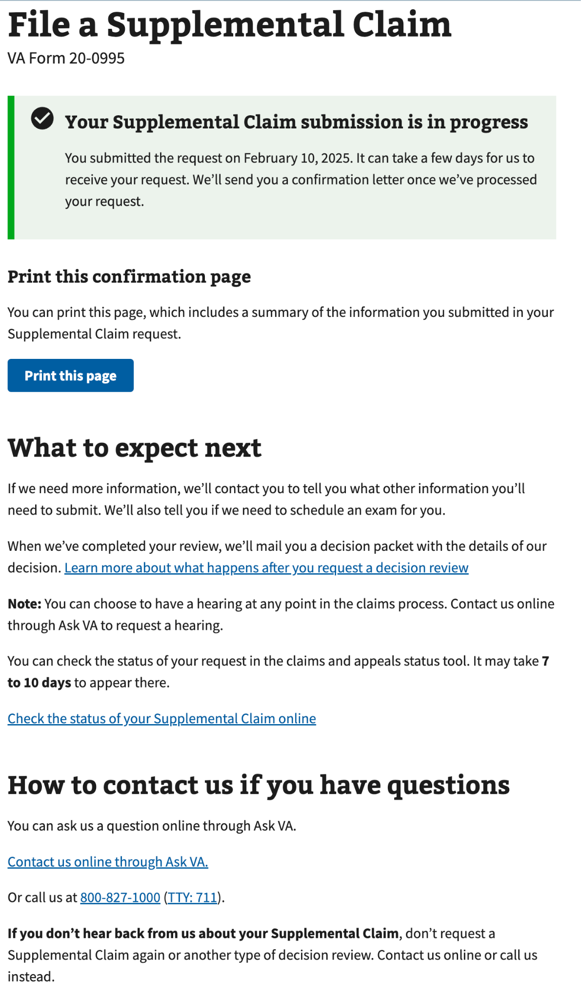 File a Supplemental Claim
VA Form 20-0995
Your Supplemental Claim submission is in progress
You submitted the request on February 10, 2025. It can take a few days for us to
receive your request. We’ll send you a confirmation letter once we’ve processed
your request.
Print this confirmation page
You can print this page, which includes a summary of the information you submitted in your
Supplemental Claim request.
Print this page
What to expect next
If we need more information, we’ll contact you to tell you what other information you’ll
need to submit. We’ll also tell you if we need to schedule an exam for you.
When we’ve completed your review, we’ll mail you a decision packet with the details of our
decision. Learn more about what happens after you request a decision review
Note: You can choose to have a hearing at any point in the claims process. Contact us online
through Ask VA to request a hearing.
You can check the status of your request in the claims and appeals status tool. It may take 7
to 10 days to appear there.
Check the status of your Supplemental Claim online
How to contact us if you have questions
You can ask us a question online through Ask VA.
Contact us online through Ask VA.
Or call us at 800-827-1000 (TTY: 711).
If you don’t hear back from us about your Supplemental Claim, don’t request a
Supplemental Claim again or another type of decision review. Contact us online or call us
instead.